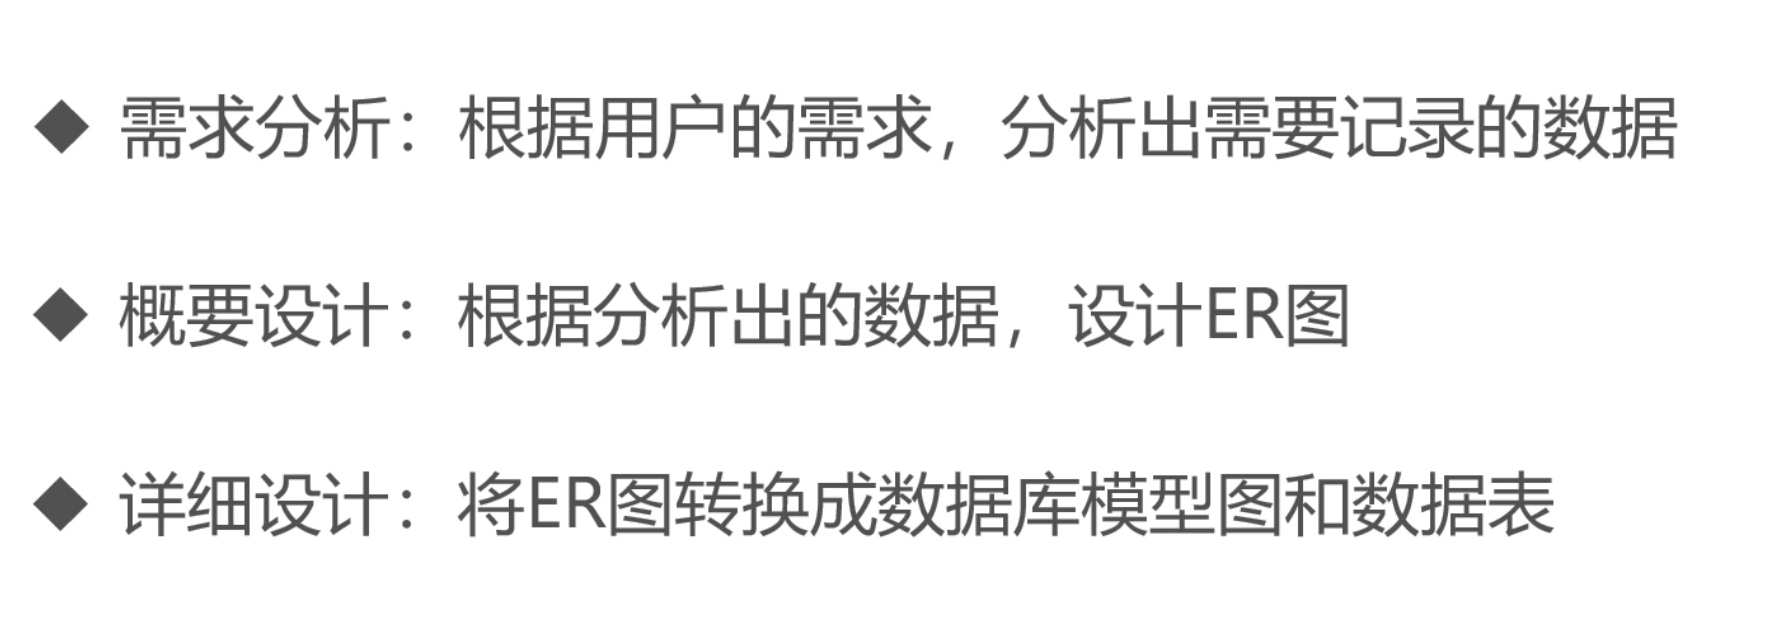 ◆ 需求分析：根据用户的需求，分析出需要记录的数据
◆ 概要设计：根据分析出的数据，设计ER图
◆ 详细设计：将ER图转换成数据库模型图和数据表